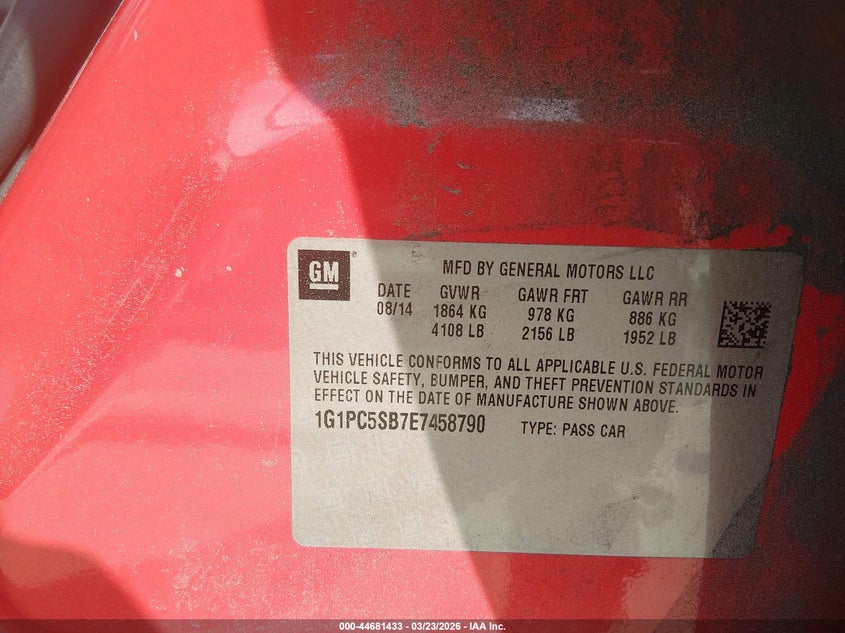 GM
MFD BY GENERAL MOTORS LLC
DATE GVWR GAWR FRT GAWR RR
08/14 1864 KG 978 KG 886 KG
4108 LB 2156 LB 1952 LB
THIS VEHICLE CONFORMS TO ALL APPLICABLE U.S. FEDERAL MOTOR
VEHICLE SAFETY, BUMPER, AND THEFT PREVENTION STANDARDS IN
EFFECT ON THE DATE OF MANUFACTURE SHOWN ABOVE.
1G1PC5SB7E7458790 TYPE: PASS CAR
000-44681433 - 03/23/2026 - IAA Inc.